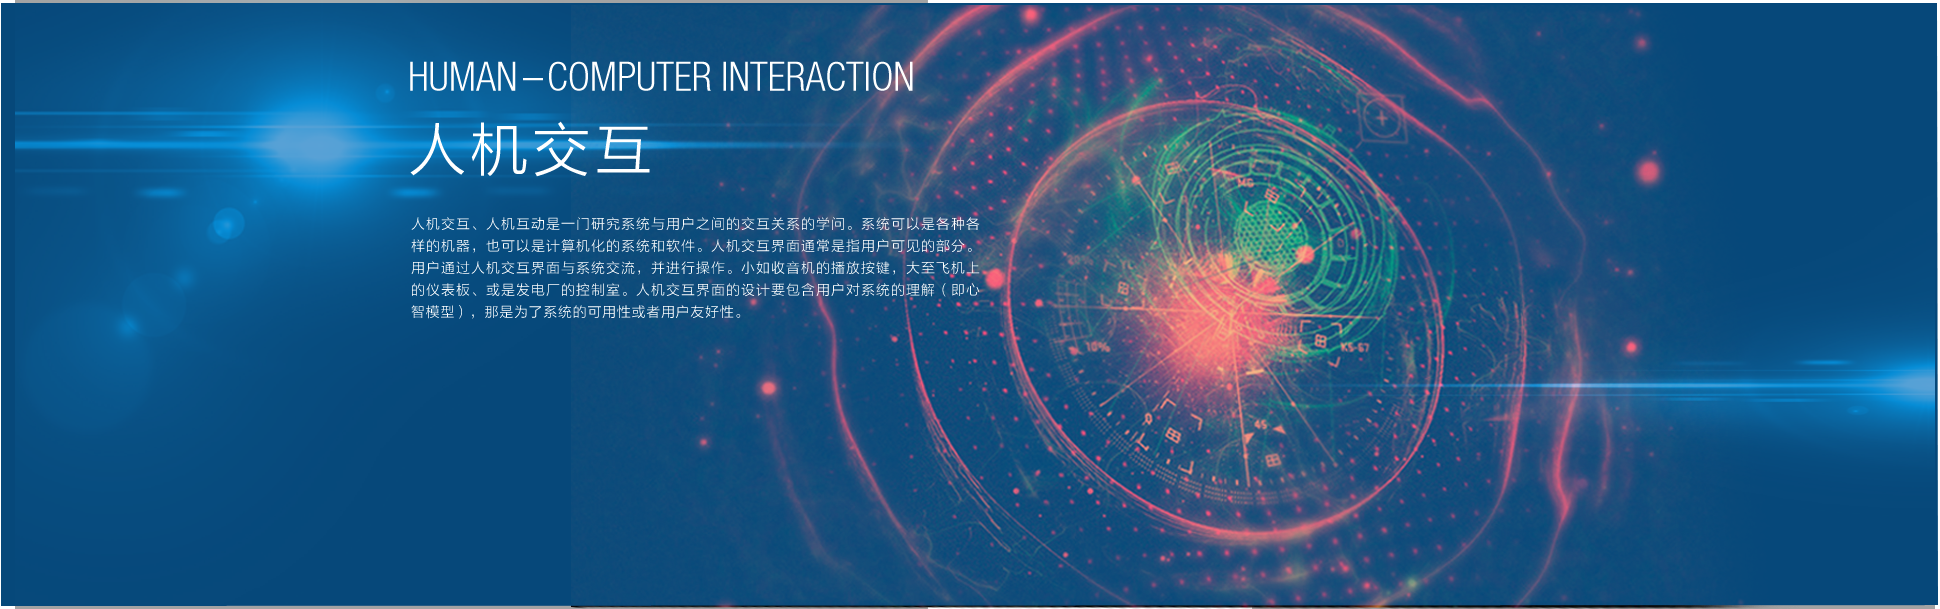 HUMAN–COMPUTER INTERACTION
人机交互
人机交互、人机互动是一门研究系统与用户之间的交互关系的学问。系统可以是各种各
样的机器，也可以是计算机化的系统和软件。人机交互界面通常是指用户可见的部分。
用户通过人机交互界面与系统交流，并进行操作。小如收音机的播放按键，大至飞机上
的仪表板、或是发电厂的控制室。人机交互界面的设计要包含用户对系统的理解（即心
智模型），那是为了系统的可用性或者用户友好性。
MG
10%
K5-67
45